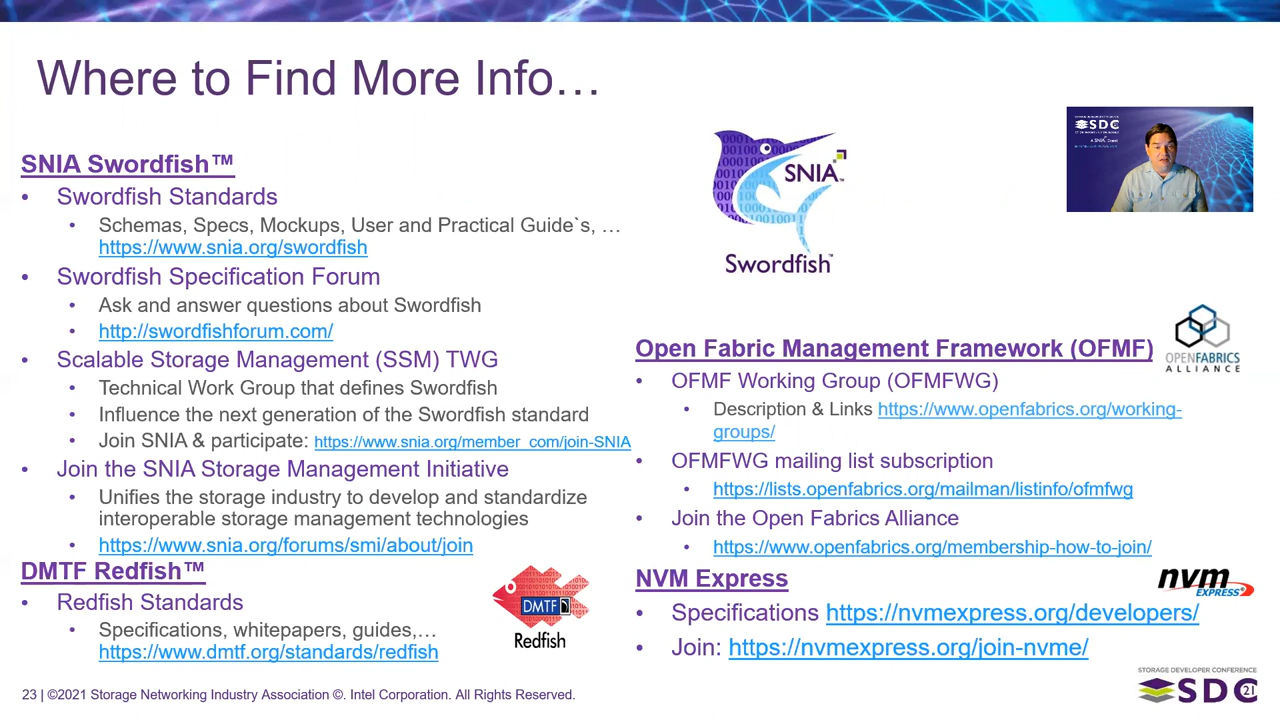 Where to Find More Info…
SNIA Swordfish™
• Swordfish Standards
• Schemas, Specs, Mockups, User and Practical Guide`s, …
https://www.snia.org/swordfish
• Swordfish Specification Forum
• Ask and answer questions about Swordfish
• http://swordfishforum.com/
• Scalable Storage Management (SSM) TWG
• Technical Work Group that defines Swordfish
• Influence the next generation of the Swordfish standard
• Join SNIA & participate: https://www.snia.org/member_com/join-SNIA
• Join the SNIA Storage Management Initiative
• Unifies the storage industry to develop and standardize
interoperable storage management technologies
• https://www.snia.org/forums/smi/about/join
DMTF Redfish™
• Redfish Standards
• Specifications, whitepapers, guides,…
https://www.dmtf.org/standards/redfish
DMTF
Redfish
SNIA™
Swordfish™
SDC
Open Fabric Management Framework (OFMF)
OPENFABRICS
ALLIANCE
• OFMF Working Group (OFMFWG)
• Description & Links https://www.openfabrics.org/working-
groups/
• OFMFWG mailing list subscription
• https://lists.openfabrics.org/mailman/listinfo/ofmfwg
• Join the Open Fabrics Alliance
• https://www.openfabrics.org/membership-how-to-join/
NVM Express
nvm
EXPRESS
• Specifications https://nvmexpress.org/developers/
• Join: https://nvmexpress.org/join-nvme/
23 | ©2021 Storage Networking Industry Association ©. Intel Corporation. All Rights Reserved.
STORAGE DEVELOPER CONFERENCE
SDC 21